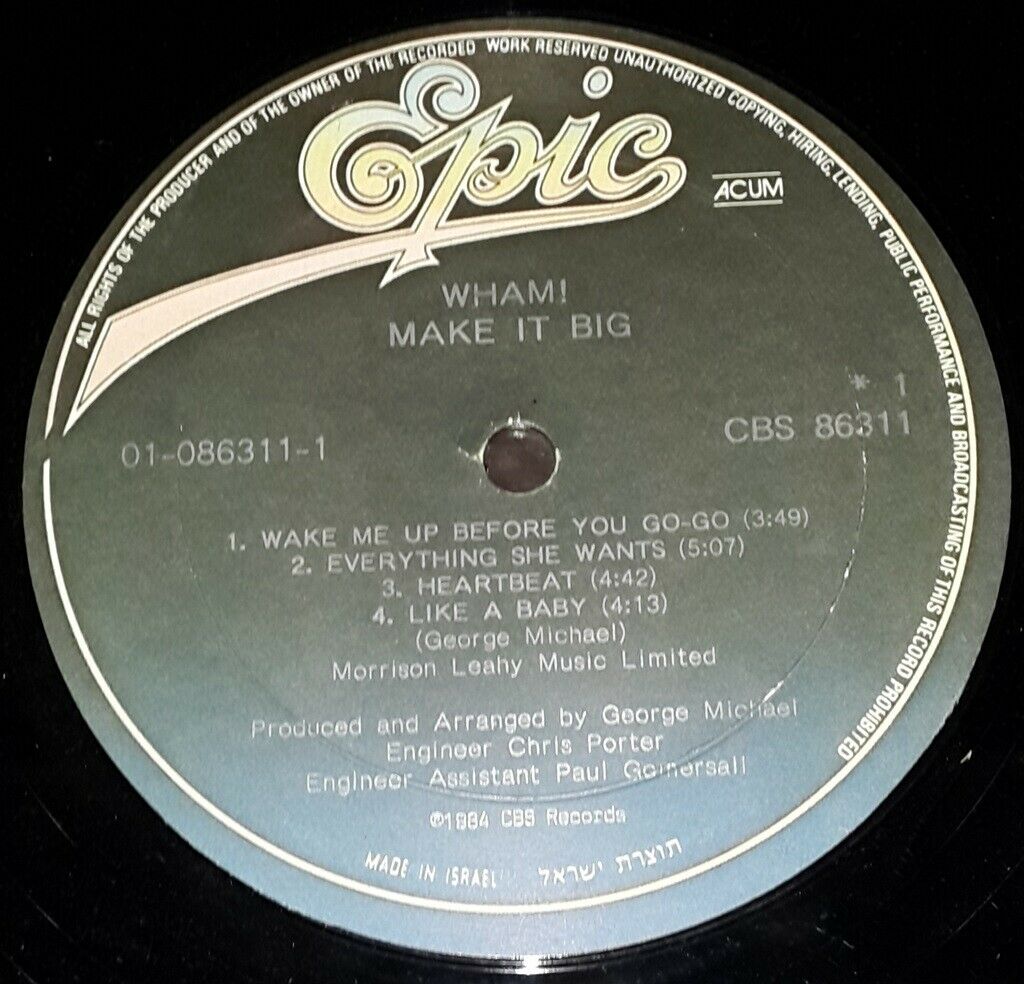 ALL RIGHTS OF THE PRODUCER AND OF THE OWNER OF THE RECORDED WORK RESERVED UNAUTHORIZED COPYING, HIRING, LENDING, PUBLIC PERFORMANCE AND BROADCASTING OF THIS RECORD PROHIBITED
Epic
ACUM
WHAM!
MAKE IT BIG
* 1
01-086311-1
CBS 86311
1. WAKE ME UP BEFORE YOU GO-GO (3:49)
2. EVERYTHING SHE WANTS (5:07)
3. HEARTBEAT (4:42)
4. LIKE A BABY (4:13)
(George Michael)
Morrison Leahy Music Limited
Produced and Arranged by George Michael
Engineer Chris Porter
Engineer Assistant Paul Gomersall
℗1984 CBS Records
MADE IN ISRAEL תוצרת ישראל